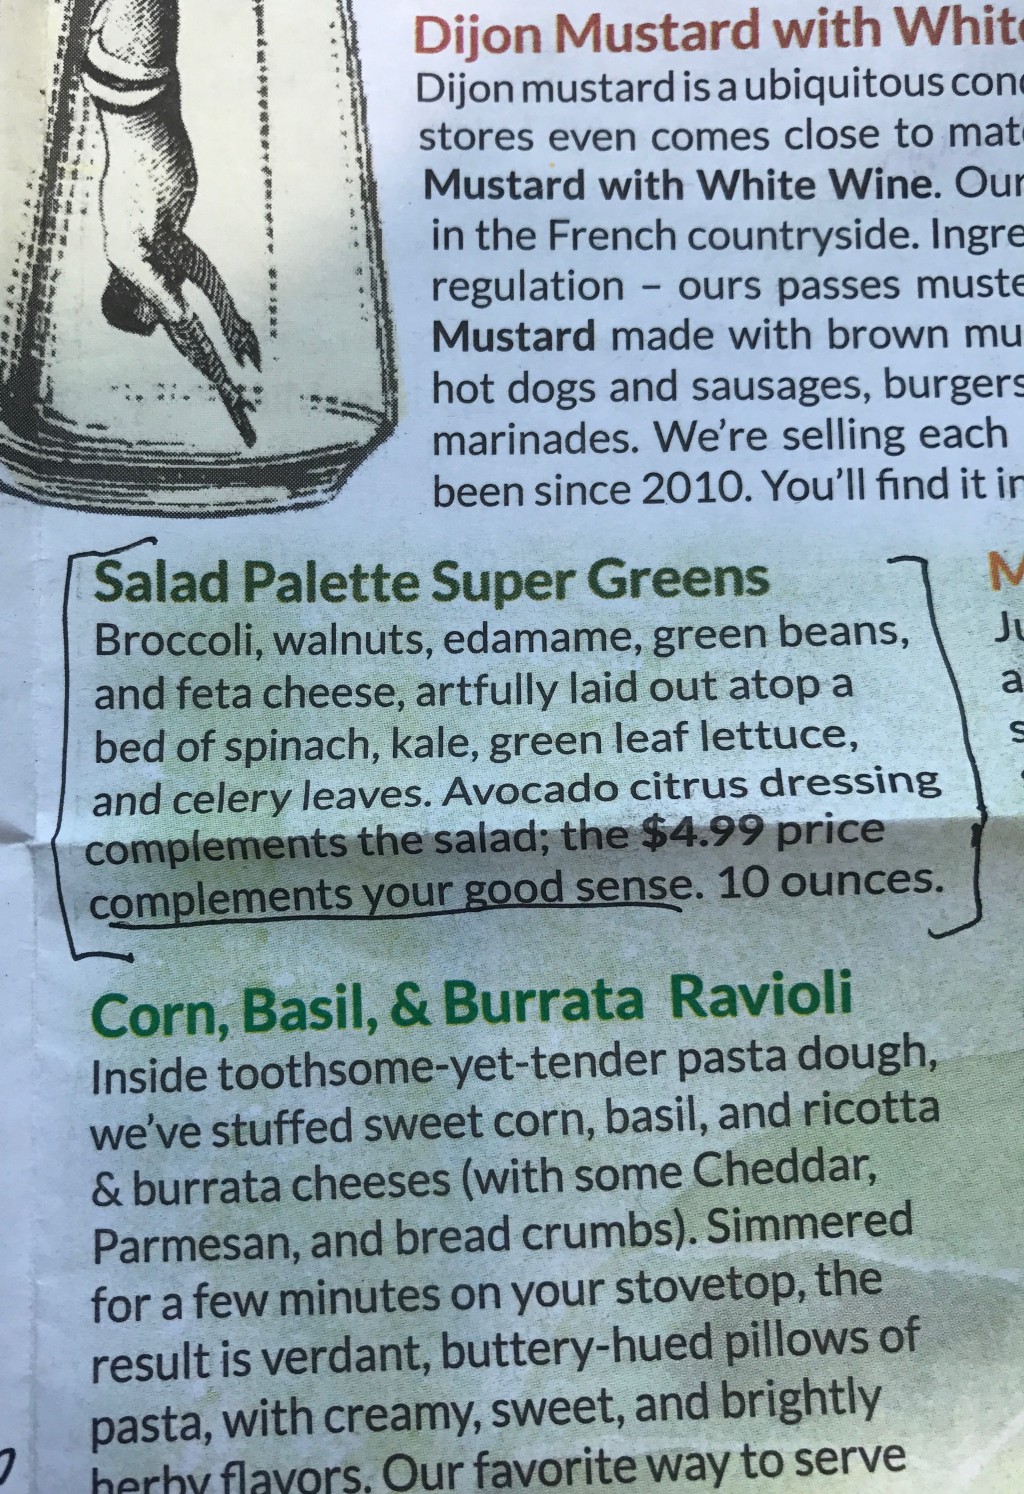 Dijon Mustard with
Dijon mustard is a ubiquitous
stores even comes close to
Mustard with White Wine. Our
in the French countryside.
regulation – ours passes
Mustard made with brown
hot dogs and sausages, burgers
marinades. We're selling each
been since 2010. You'll find it
Salad Palette Super Greens
Broccoli, walnuts, edamame, green beans,
and feta cheese, artfully laid out atop a
bed of spinach, kale, green leaf lettuce,
and celery leaves. Avocado citrus dressing
complements the salad; the $4.99 price
complements your good sense. 10 ounces.
Corn, Basil, & Burrata Ravioli
Inside toothsome-yet-tender pasta dough,
we've stuffed sweet corn, basil, and ricotta
& burrata cheeses (with some Cheddar,
Parmesan, and bread crumbs). Simmered
for a few minutes on your stovetop, the
result is verdant, buttery-hued pillows of
pasta, with creamy, sweet, and brightly
herby flavors. Our favorite way to serve